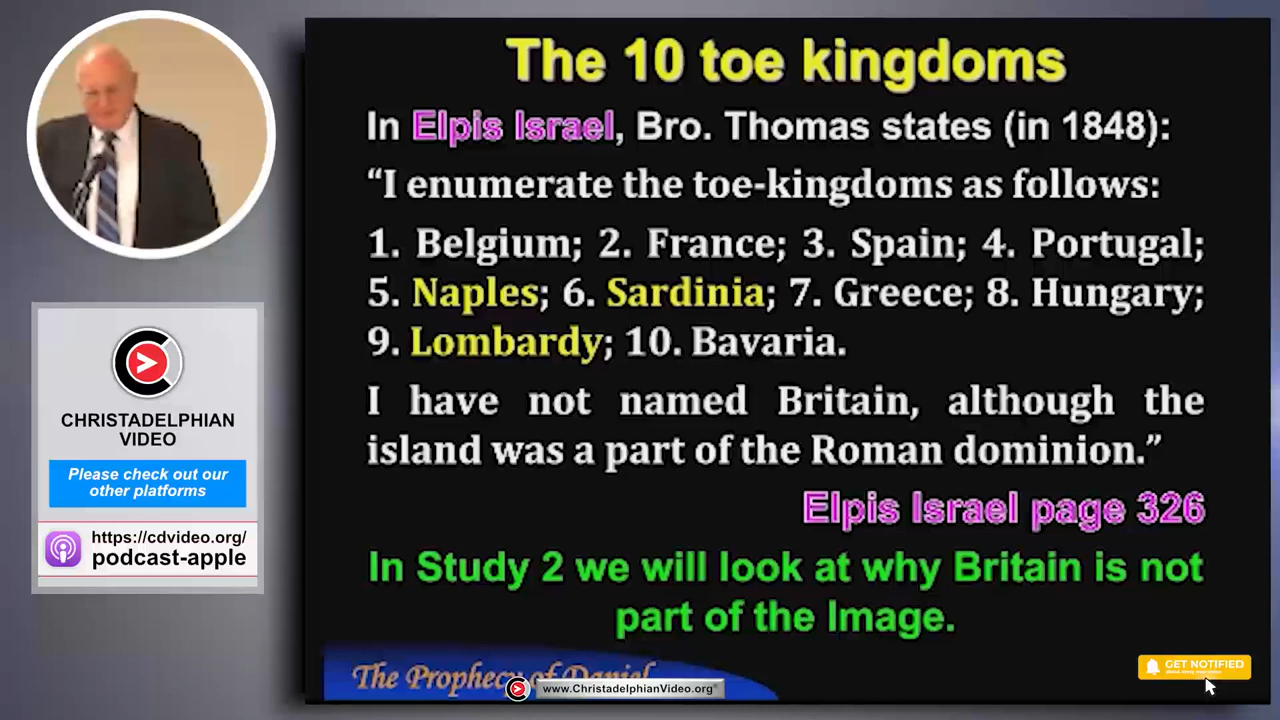 The 10 toe kingdoms
In Elpis Israel, Bro. Thomas states (in 1848):
“I enumerate the toe-kingdoms as follows:
1. Belgium; 2. France; 3. Spain; 4. Portugal;
5. Naples; 6. Sardinia; 7. Greece; 8. Hungary;
9. Lombardy; 10. Bavaria.
I have not named Britain, although the
island was a part of the Roman dominion.”
Elpis Israel page 326
In Study 2 we will look at why Britain is not
part of the Image.
The Prophecy of Daniel
www.ChristadelphianVideo.org
CHRISTADELPHIAN
VIDEO
Please check out our
other platforms
https://cdvideo.org/
podcast-apple
GET NOTIFIED